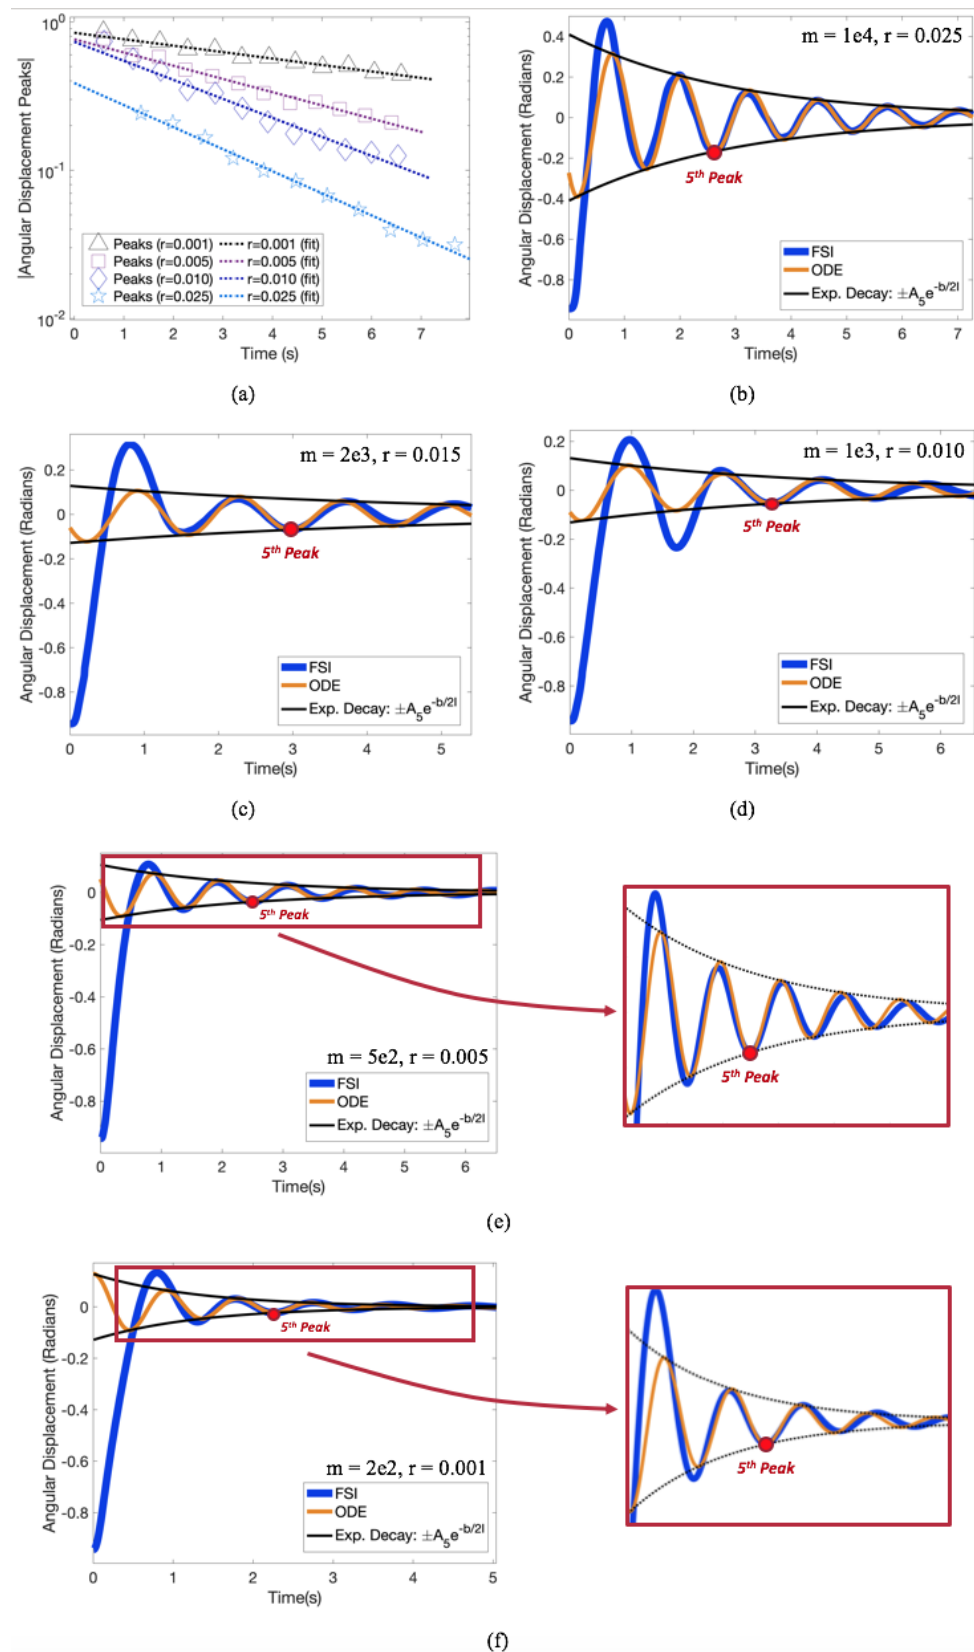 |Angular Displacement Peaks|
10^0
10^-1
10^-2
Peaks (r=0.001) r=0.001 (fit)
Peaks (r=0.005) r=0.005 (fit)
Peaks (r=0.010) r=0.010 (fit)
Peaks (r=0.025) r=0.025 (fit)
0 1 2 3 4 5 6 7
Time (s)
(a)
Angular Displacement (Radians)
m = 1e4, r = 0.025
0.4
0.2
0
-0.2
-0.4
-0.6
-0.8
5th Peak
FSI
ODE
Exp. Decay: ±A5e^-b/2I
0 1 2 3 4 5 6 7
Time(s)
(b)
Angular Displacement (Radians)
m = 2e3, r = 0.015
0.2
0
-0.2
-0.4
-0.6
-0.8
5th Peak
FSI
ODE
Exp. Decay: ±A5e^-b/2I
0 1 2 3 4 5
Time(s)
(c)
Angular Displacement (Radians)
m = 1e3, r = 0.010
0.2
0
-0.2
-0.4
-0.6
-0.8
5th Peak
FSI
ODE
Exp. Decay: ±A5e^-b/2I
0 1 2 3 4 5 6
Time(s)
(d)
Angular Displacement (Radians)
0
-0.2
-0.4
-0.6
-0.8
5th Peak
m = 5e2, r = 0.005
FSI
ODE
Exp. Decay: ±A5e^-b/2I
0 1 2 3 4 5 6
Time(s)
5th Peak
(e)
Angular Displacement (Radians)
0
-0.2
-0.4
-0.6
-0.8
5th Peak
m = 2e2, r = 0.001
FSI
ODE
Exp. Decay: ±A5e^-b/2I
0 1 2 3 4 5
Time(s)
5th Peak
(f)